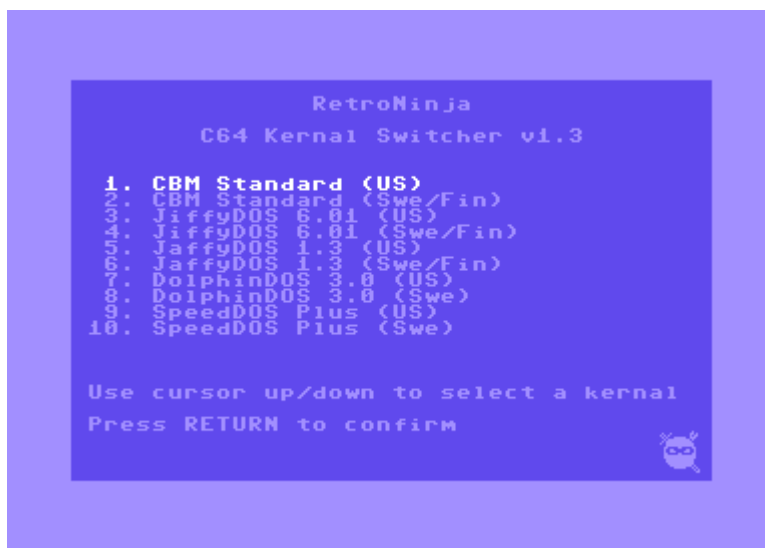 RetroNinja
C64 Kernal Switcher v1.3
1. CBM Standard (US)
2. CBM Standard (Swe/Fin)
3. JiffyDOS 6.01 (US)
4. JiffyDOS 6.01 (Swe/Fin)
5. JaffyDOS 1.3 (US)
6. JaffyDOS 1.3 (Swe/Fin)
7. DolphinDOS 3.0 (US)
8. DolphinDOS 3.0 (Swe)
9. SpeedDOS Plus (US)
10. SpeedDOS Plus (Swe)
Use cursor up/down to select a kernal
Press RETURN to confirm